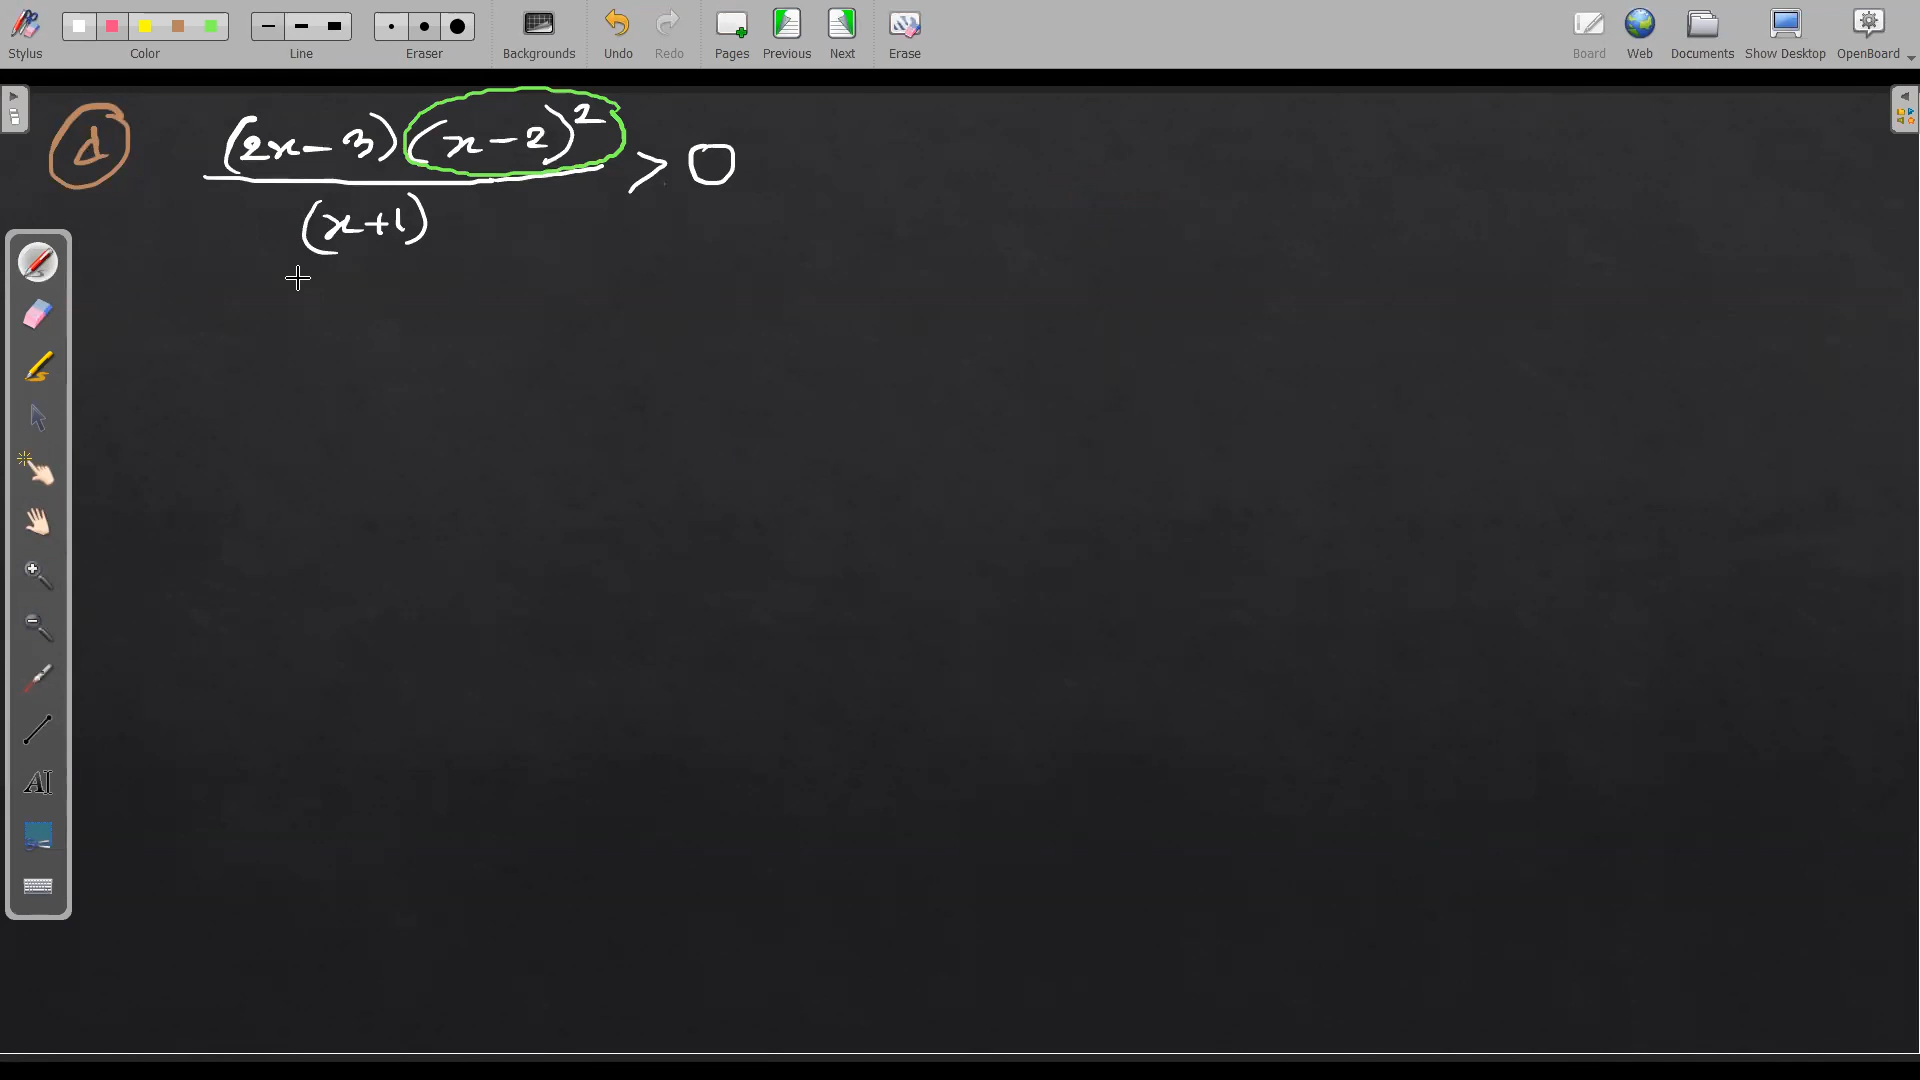 Stylus Color Line Eraser Backgrounds Undo Redo Pages Previous Next Erase Board Web Documents Show Desktop OpenBoard
d (2x-3)(x-2)² > 0
(x+1)
AI